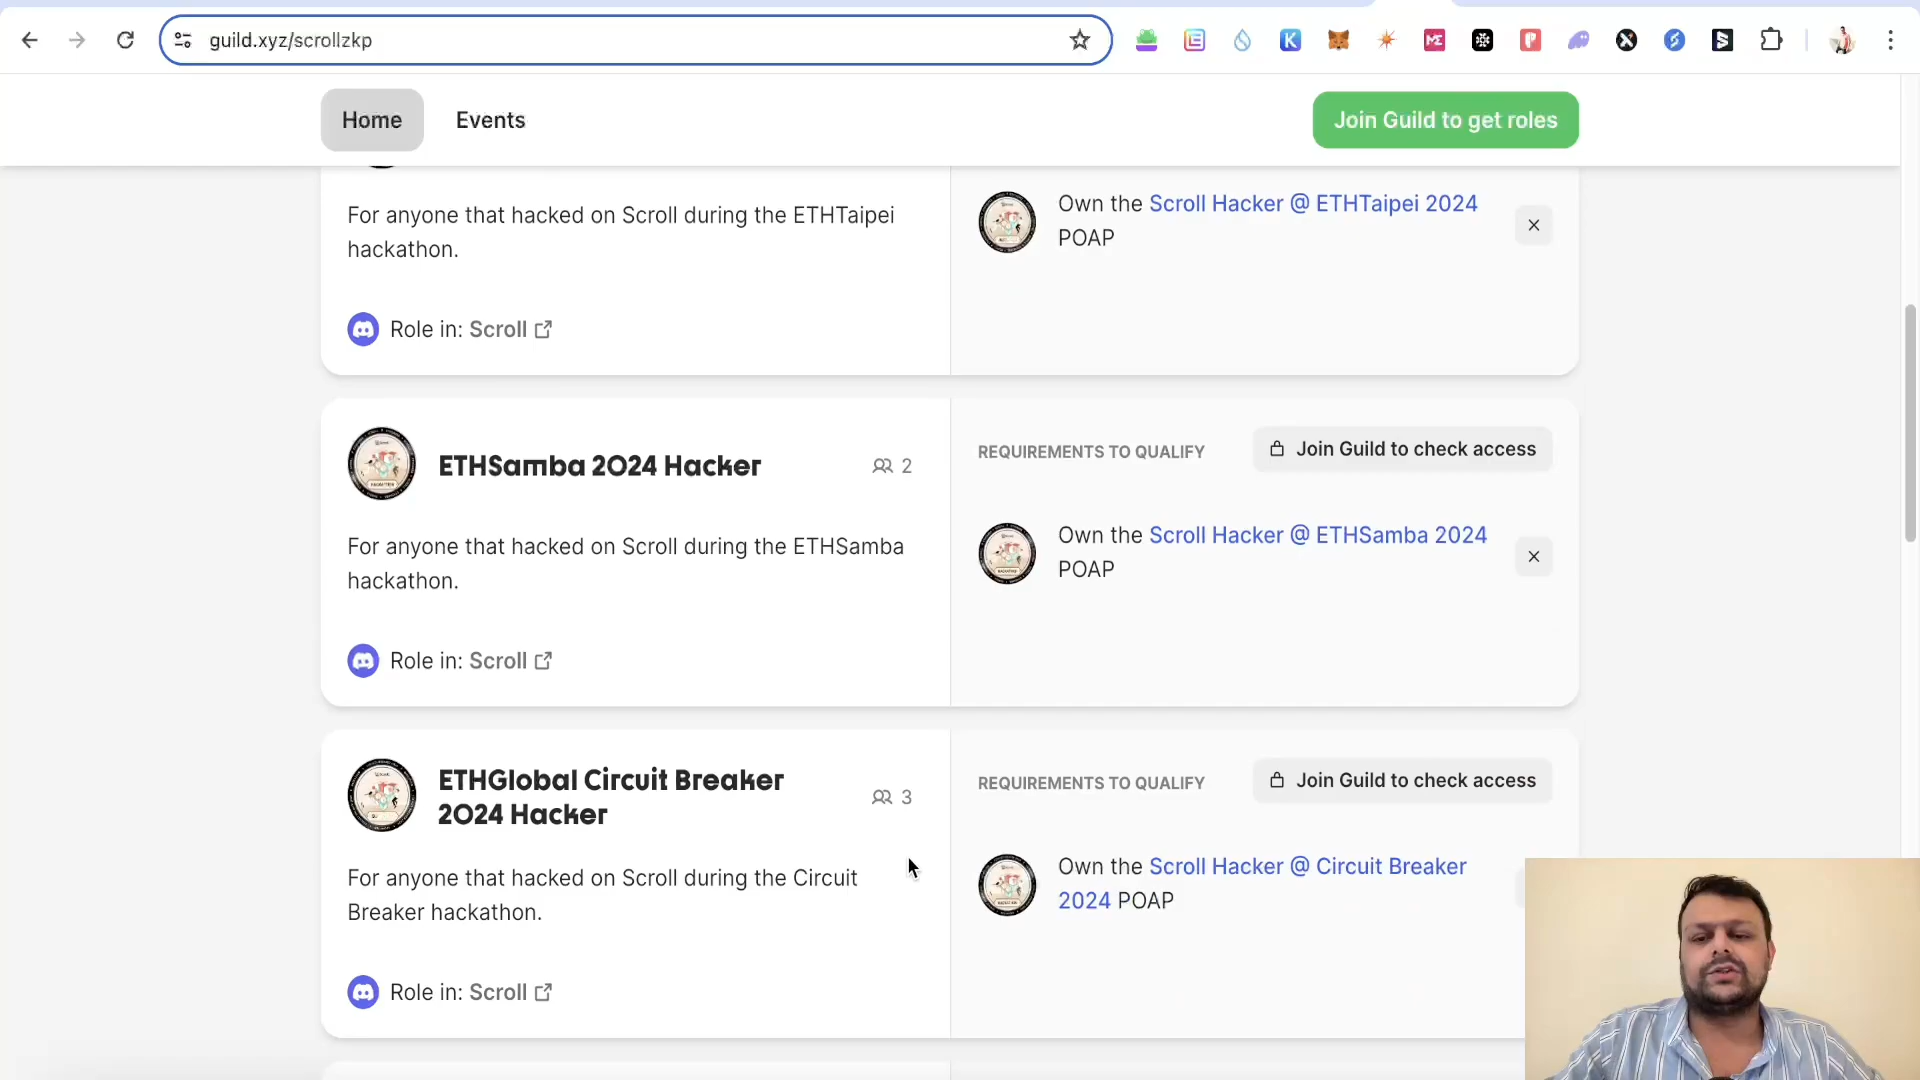 guild.xyz/scrollzkp
Home
Events
Join Guild to get roles
For anyone that hacked on Scroll during the ETHTaipei
hackathon.
Own the Scroll Hacker @ ETHTaipei 2024
POAP
Role in: Scroll
ETHSamba 2024 Hacker
2
REQUIREMENTS TO QUALIFY
Join Guild to check access
For anyone that hacked on Scroll during the ETHSamba
hackathon.
Own the Scroll Hacker @ ETHSamba 2024
POAP
Role in: Scroll
ETHGlobal Circuit Breaker
2024 Hacker
3
REQUIREMENTS TO QUALIFY
Join Guild to check access
For anyone that hacked on Scroll during the Circuit
Breaker hackathon.
Own the Scroll Hacker @ Circuit Breaker
2024 POAP
Role in: Scroll